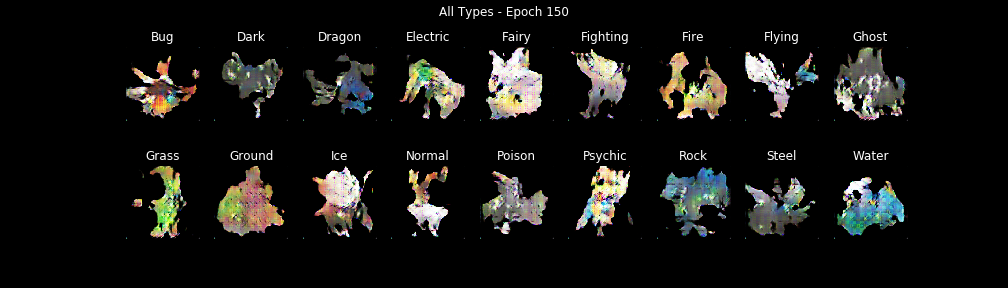 All Types - Epoch 150
Bug Dark Dragon Electric Fairy Fighting Fire Flying Ghost
Grass Ground Ice Normal Poison Psychic Rock Steel Water